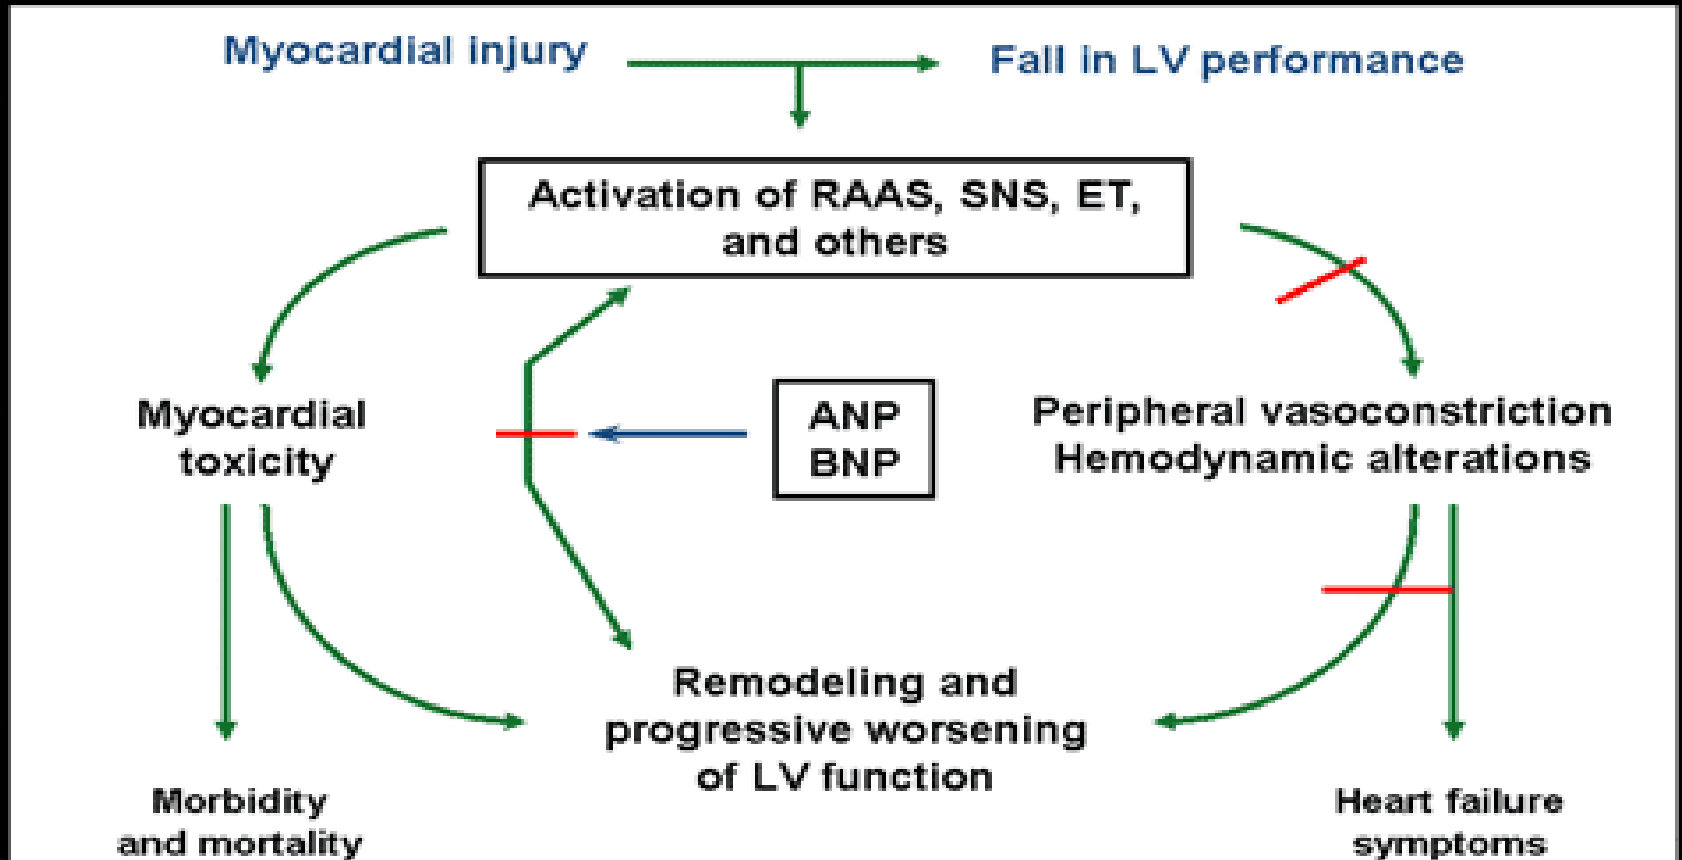 Myocardial injury
Fall in LV performance
Activation of RAAS, SNS, ET,
and others
Myocardial
toxicity
ANP
BNP
Peripheral vasoconstriction
Hemodynamic alterations
Remodeling and
progressive worsening
of LV function
Morbidity
and mortality
Heart failure
symptoms